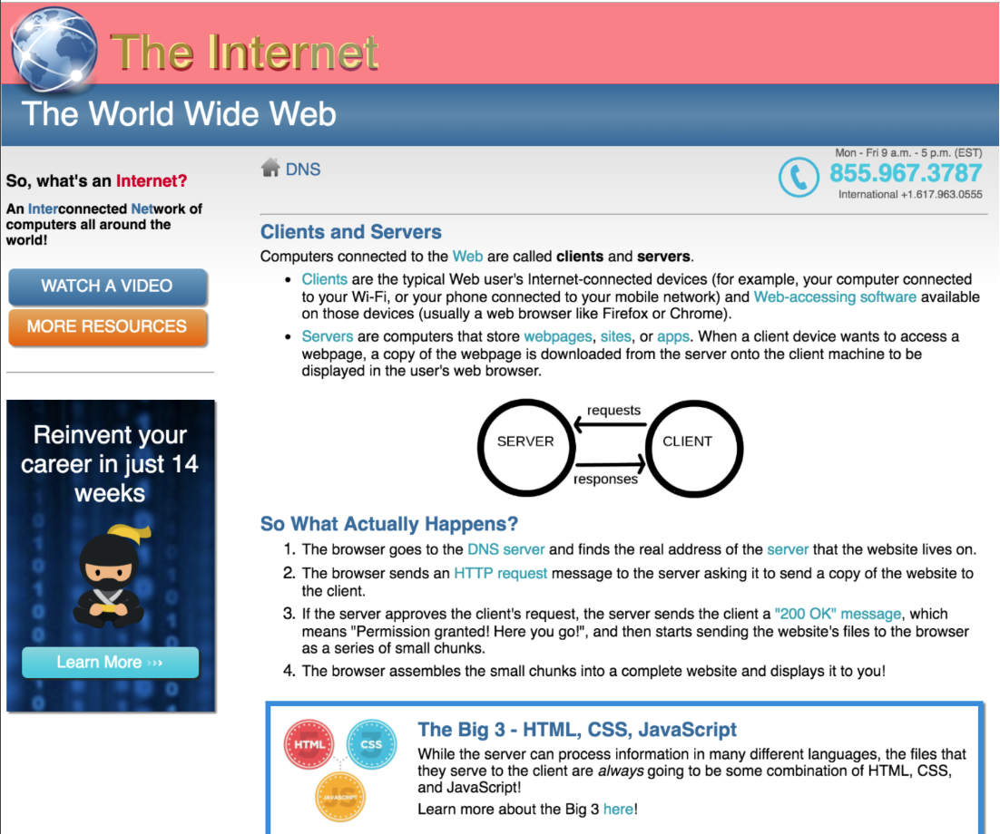 The Internet
The World Wide Web
So, what's an Internet?
An Interconnected Network of
computers all around the
world!
WATCH A VIDEO
MORE RESOURCES
Reinvent your
career in just 14
weeks
Learn More »›
DNS
Mon - Fri 9 a.m. - 5 p.m. (EST)
855.967.3787
International +1.617.963.0555
Clients and Servers
Computers connected to the Web are called clients and servers.
• Clients are the typical Web user's Internet-connected devices (for example, your computer connected
to your Wi-Fi, or your phone connected to your mobile network) and Web-accessing software available
on those devices (usually a web browser like Firefox or Chrome).
• Servers are computers that store webpages, sites, or apps. When a client device wants to access a
webpage, a copy of the webpage is downloaded from the server onto the client machine to be
displayed in the user's web browser.
requests
SERVER
CLIENT
responses
So What Actually Happens?
1. The browser goes to the DNS server and finds the real address of the server that the website lives on.
2. The browser sends an HTTP request message to the server asking it to send a copy of the website to
the client.
3. If the server approves the client's request, the server sends the client a "200 OK" message, which
means "Permission granted! Here you go!", and then starts sending the website's files to the browser
as a series of small chunks.
4. The browser assembles the small chunks into a complete website and displays it to you!
HTML
CSS
JAVASCRIPT
The Big 3 - HTML, CSS, JavaScript
While the server can process information in many different languages, the files that
they serve to the client are always going to be some combination of HTML, CSS,
and JavaScript!
Learn more about the Big 3 here!